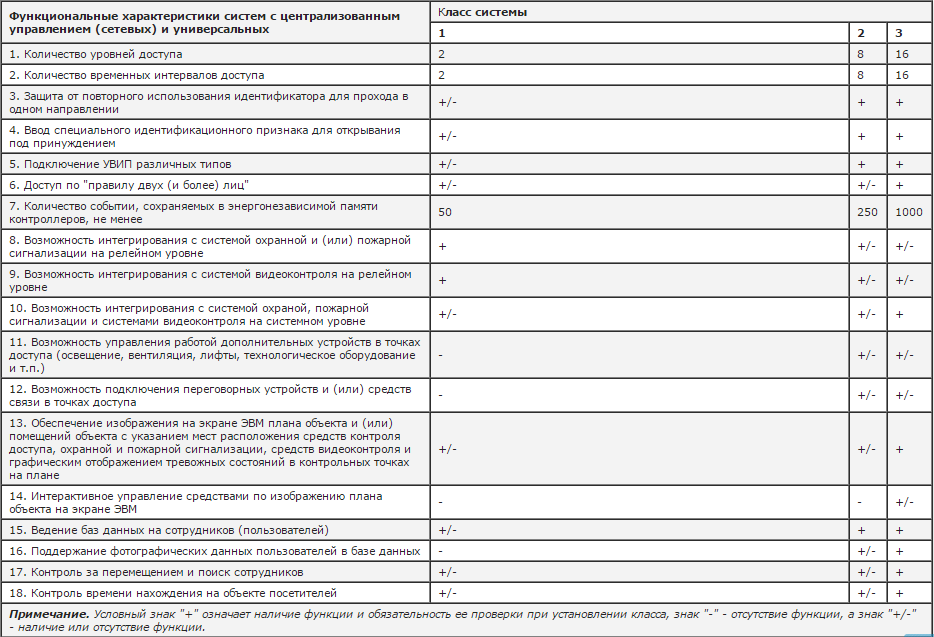 Функциональные характеристики систем с централизованным
управлением (сетевых) и универсальных
Класс системы
1 2 3
1. Количество уровней доступа 2 8 16
2. Количество временных интервалов доступа 2 8 16
3. Защита от повторного использования идентификатора для прохода в
одном направлении +/- + +
4. Ввод специального идентификационного признака для открывания
под принуждением +/- + +
5. Подключение УВИП различных типов +/- + +
6. Доступ по "правилу двух (и более) лиц" +/- +/- +
7. Количество событии, сохраняемых в энергонезависимой памяти
контроллеров, не менее 50 250 1000
8. Возможность интегрирования с системой охранной и (или) пожарной
сигнализации на релейном уровне + +/- +/-
9. Возможность интегрирования с системой видеоконтроля на релейном
уровне + +/- +/-
10. Возможность интегрирования с системой охраной, пожарной
сигнализации и системами видеоконтроля на системном уровне +/- +/- +
11. Возможность управления работой дополнительных устройств в точках
доступа (освещение, вентиляция, лифты, технологическое оборудование
и т.п.) - +/- +/-
12. Возможность подключения переговорных устройств и (или) средств
связи в точках доступа - +/- +/-
13. Обеспечение изображения на экране ЭВМ плана объекта и (или)
помещений объекта с указанием мест расположения средств контроля
доступа, охранной и пожарной сигнализации, средств видеоконтроля и
графическим отображением тревожных состояний в контрольных точках
на плане +/- +/- +
14. Интерактивное управление средствами по изображению плана
объекта на экране ЭВМ - - +/-
15. Ведение баз данных на сотрудников (пользователей) +/- + +
16. Поддержание фотографических данных пользователей в базе данных - +/- +
17. Контроль за перемещением и поиск сотрудников +/- +/- +
18. Контроль времени нахождения на объекте посетителей +/- +/- +
Примечание. Условный знак "+" означает наличие функции и обязательность ее проверки при установлении класса, знак "-" - отсутствие функции, а знак "+/-"
- наличие или отсутствие функции.